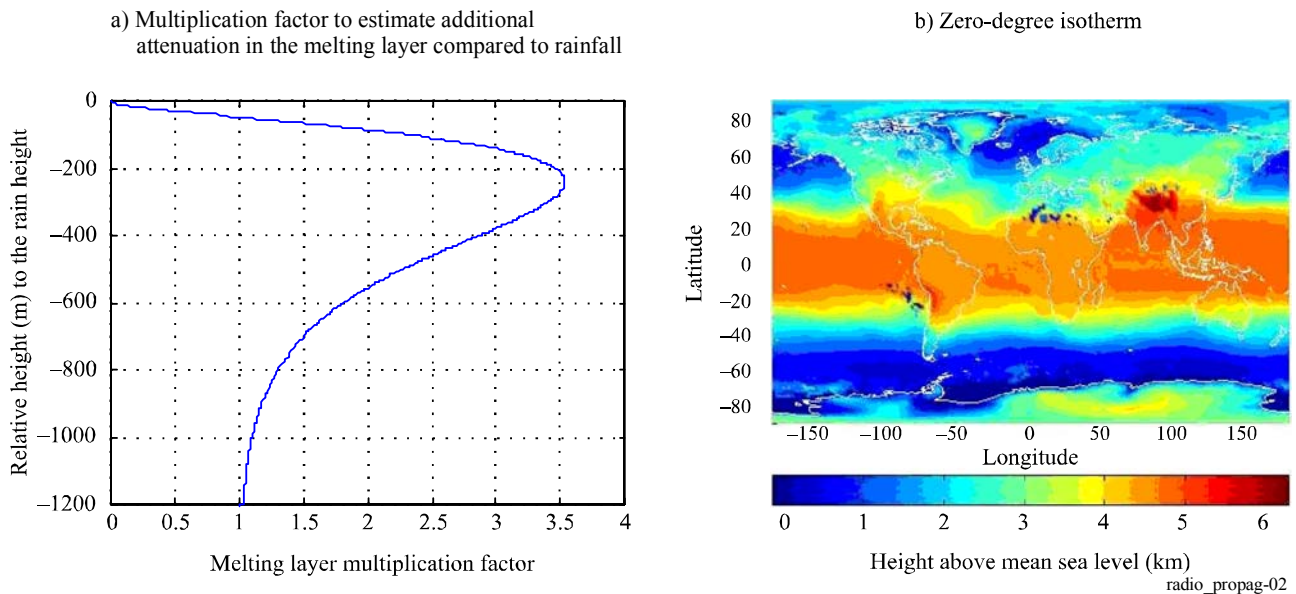 a) Multiplication factor to estimate additional
attenuation in the melting layer compared to rainfall
0
–200
–400
–600
–800
–1000
–1200
Relative height (m) to the rain height
0 0.5 1 1.5 2 2.5 3 3.5 4
Melting layer multiplication factor
b) Zero-degree isotherm
80
60
40
20
0
–20
–40
–60
–80
Latitude
–150 –100 –50 0 50 100 150
Longitude
0 1 2 3 4 5 6
Height above mean sea level (km)
radio_propag-02